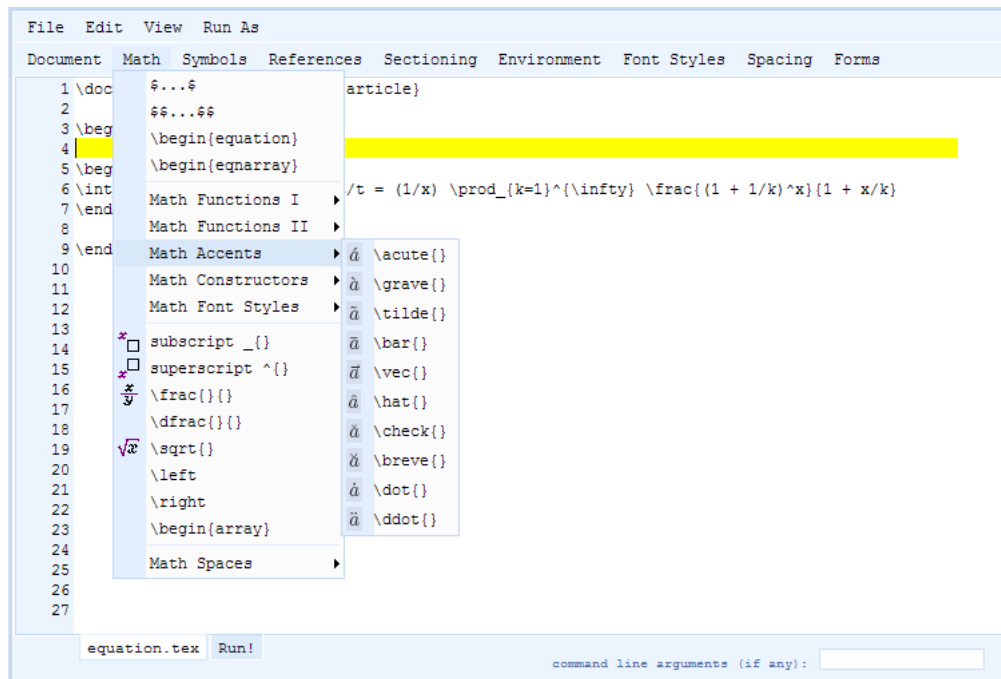 File Edit View Run As
Document Math Symbols References Sectioning Environment Font Styles Spacing Forms
1 \doc article}
2
3 \beg
4
5 \beg
6 \int /t = (1/x) \prod_{k=1}^{\infty} \frac{(1 + 1/k)^x}{1 + x/k}
7 \end
8
9 \end
10
11
12
13
14
15
16
17
18
19
20
21
22
23
24
25
26
27
$...$
$$...$$
\begin{equation}
\begin{eqnarray}
Math Functions I
Math Functions II
Math Accents
Math Constructors
Math Font Styles
x subscript _{}
x superscript ^{}
x/y \frac{}{}
\dfrac{}{}
√x \sqrt{}
\left
\right
\begin{array}
Math Spaces
á \acute{}
à \grave{}
ã \tilde{}
ā \bar{}
a⃗ \vec{}
â \hat{}
ǎ \check{}
ă \breve{}
ȧ \dot{}
ä \ddot{}
equation.tex Run!
command line arguments (if any):